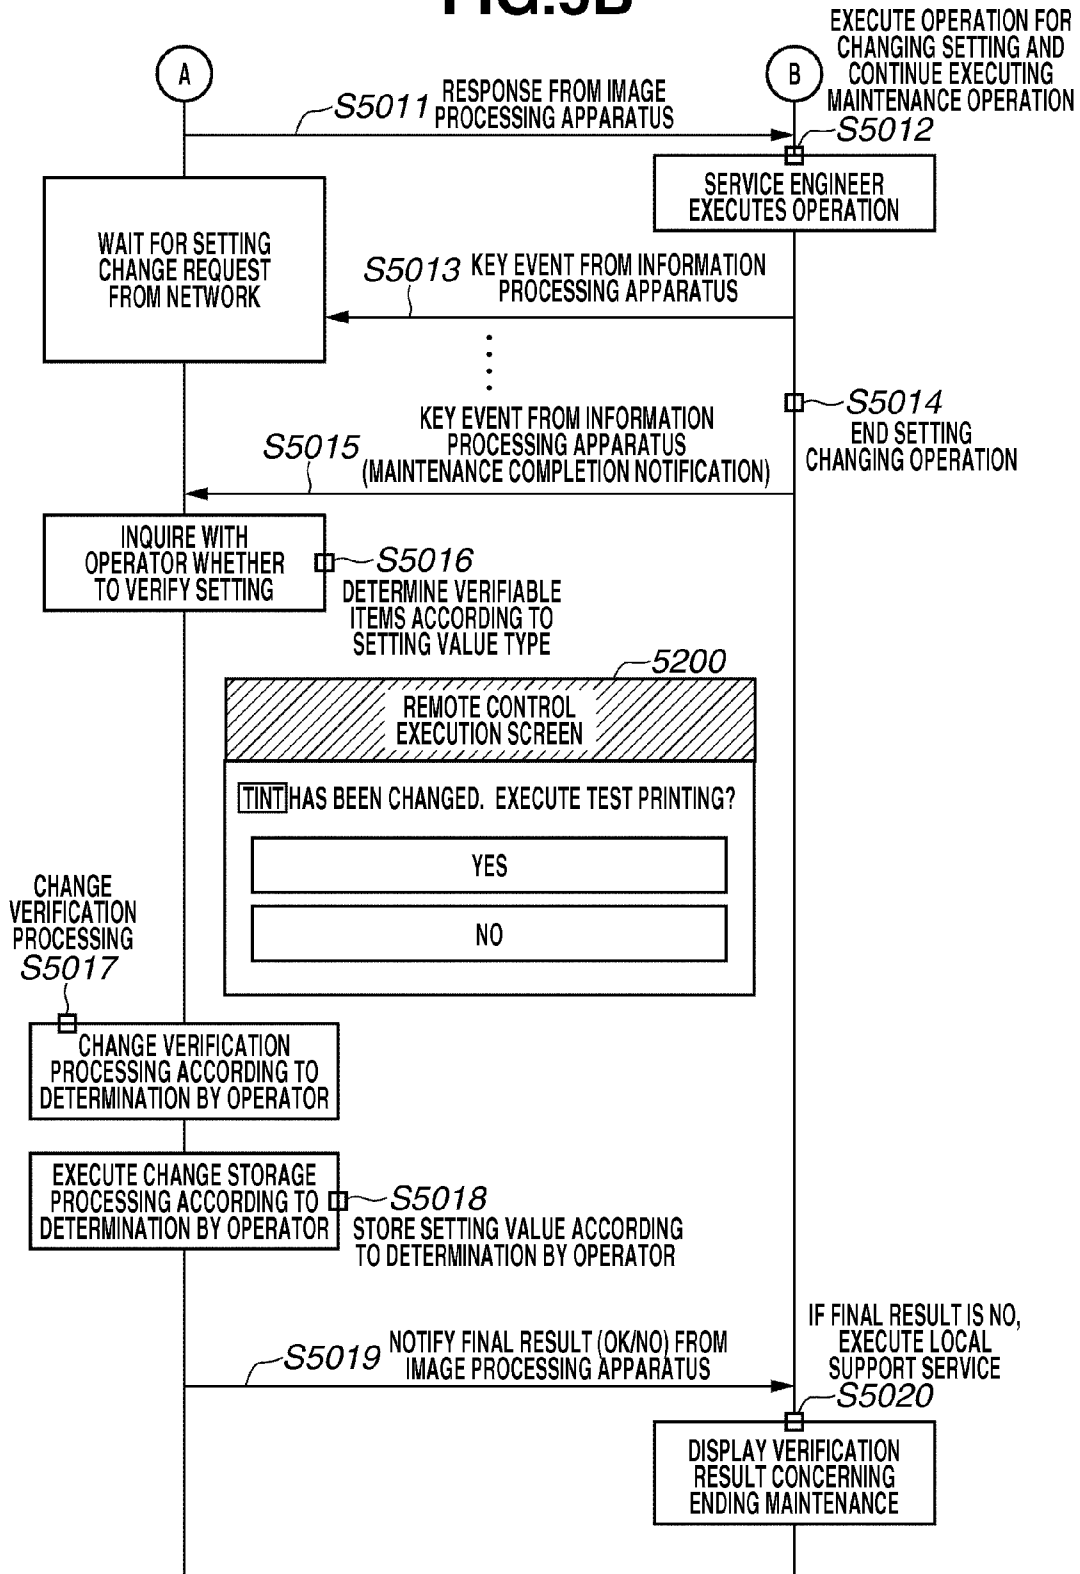 FIG.5B
EXECUTE OPERATION FOR
CHANGING SETTING AND
CONTINUE EXECUTING
MAINTENANCE OPERATION
A
B
S5011
RESPONSE FROM IMAGE
PROCESSING APPARATUS
S5012
SERVICE ENGINEER
EXECUTES OPERATION
WAIT FOR SETTING
CHANGE REQUEST
FROM NETWORK
S5013
KEY EVENT FROM INFORMATION
PROCESSING APPARATUS
S5014
END SETTING
CHANGING OPERATION
S5015
KEY EVENT FROM INFORMATION
PROCESSING APPARATUS
(MAINTENANCE COMPLETION NOTIFICATION)
INQUIRE WITH
OPERATOR WHETHER
TO VERIFY SETTING
S5016
DETERMINE VERIFIABLE
ITEMS ACCORDING TO
SETTING VALUE TYPE
5200
REMOTE CONTROL
EXECUTION SCREEN
TINT HAS BEEN CHANGED. EXECUTE TEST PRINTING?
YES
NO
CHANGE
VERIFICATION
PROCESSING
S5017
CHANGE VERIFICATION
PROCESSING ACCORDING TO
DETERMINATION BY OPERATOR
EXECUTE CHANGE STORAGE
PROCESSING ACCORDING TO
DETERMINATION BY OPERATOR
S5018
STORE SETTING VALUE ACCORDING
TO DETERMINATION BY OPERATOR
S5019
NOTIFY FINAL RESULT (OK/NO) FROM
IMAGE PROCESSING APPARATUS
IF FINAL RESULT IS NO,
EXECUTE LOCAL
SUPPORT SERVICE
S5020
DISPLAY VERIFICATION
RESULT CONCERNING
ENDING MAINTENANCE